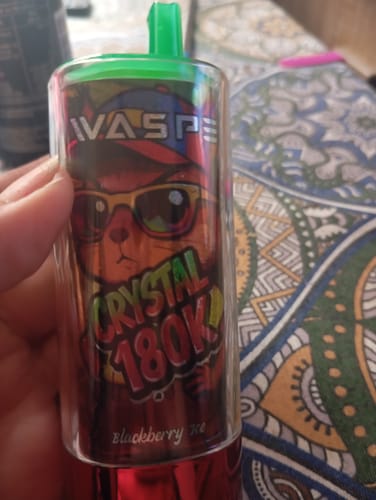 WASPE
CRYSTAL
180K
Blackberry Ice